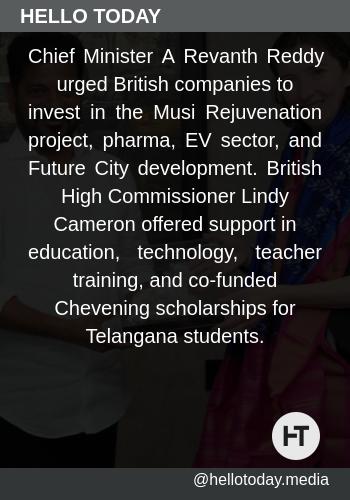 HELLO TODAY
Chief Minister A Revanth Reddy
urged British companies to
invest in the Musi Rejuvenation
project, pharma, EV sector, and
Future City development. British
High Commissioner Lindy
Cameron offered support in
education, technology, teacher
training, and co-funded
Chevening scholarships for
Telangana students.
HT
@hellotoday.media